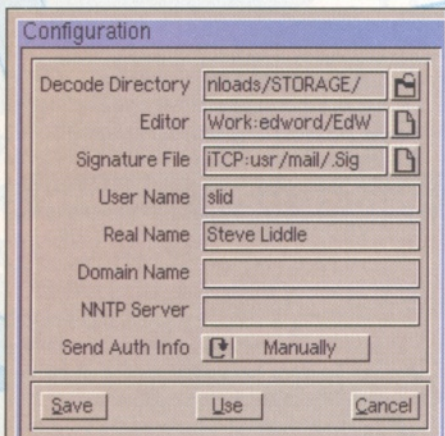 Configuration
Decode Directory nloads/STORAGE/
Editor Work:edword/EdW
Signature File iTCP:usr/mail/.Sig
User Name slid
Real Name Steve Liddle
Domain Name
NNTP Server
Send Auth Info Manually
Save Use Cancel